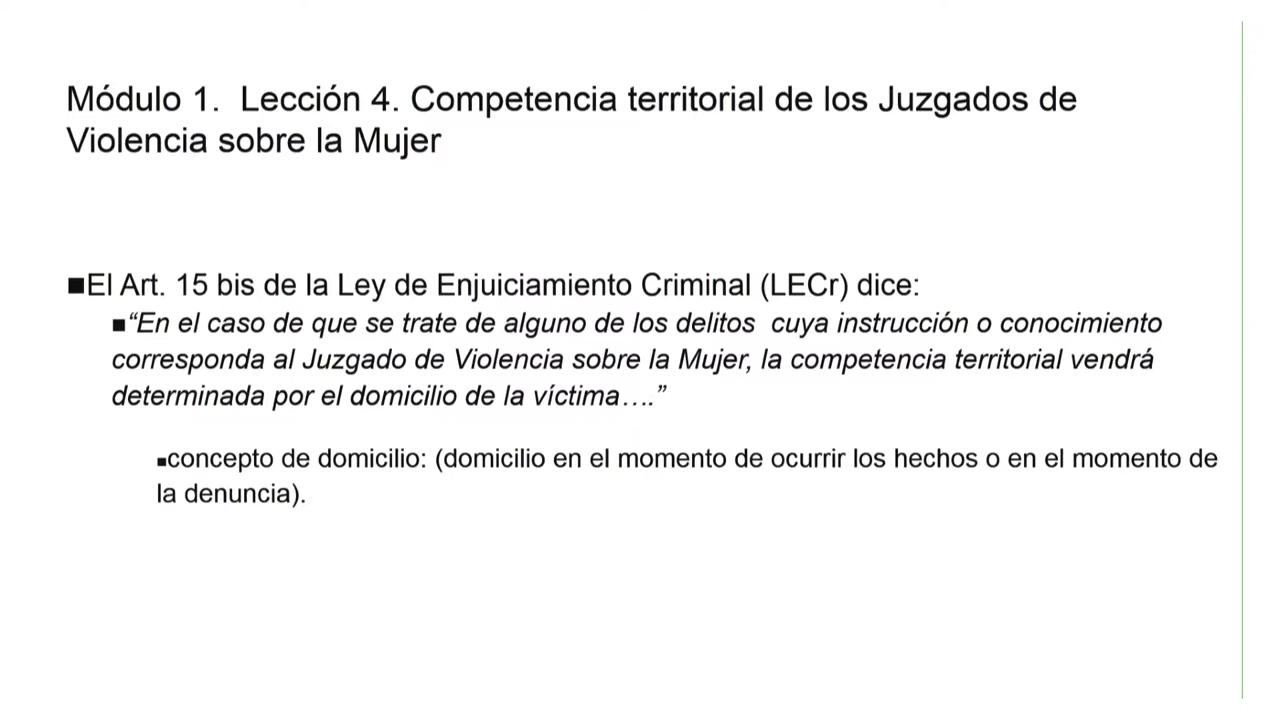 Módulo 1.  Lección 4. Competencia territorial de los Juzgados de
Violencia sobre la Mujer
■El Art. 15 bis de la Ley de Enjuiciamiento Criminal (LECr) dice:
■“En el caso de que se trate de alguno de los delitos  cuya instrucción o conocimiento
corresponda al Juzgado de Violencia sobre la Mujer, la competencia territorial vendrá
determinada por el domicilio de la víctima….”
■concepto de domicilio: (domicilio en el momento de ocurrir los hechos o en el momento de
la denuncia).